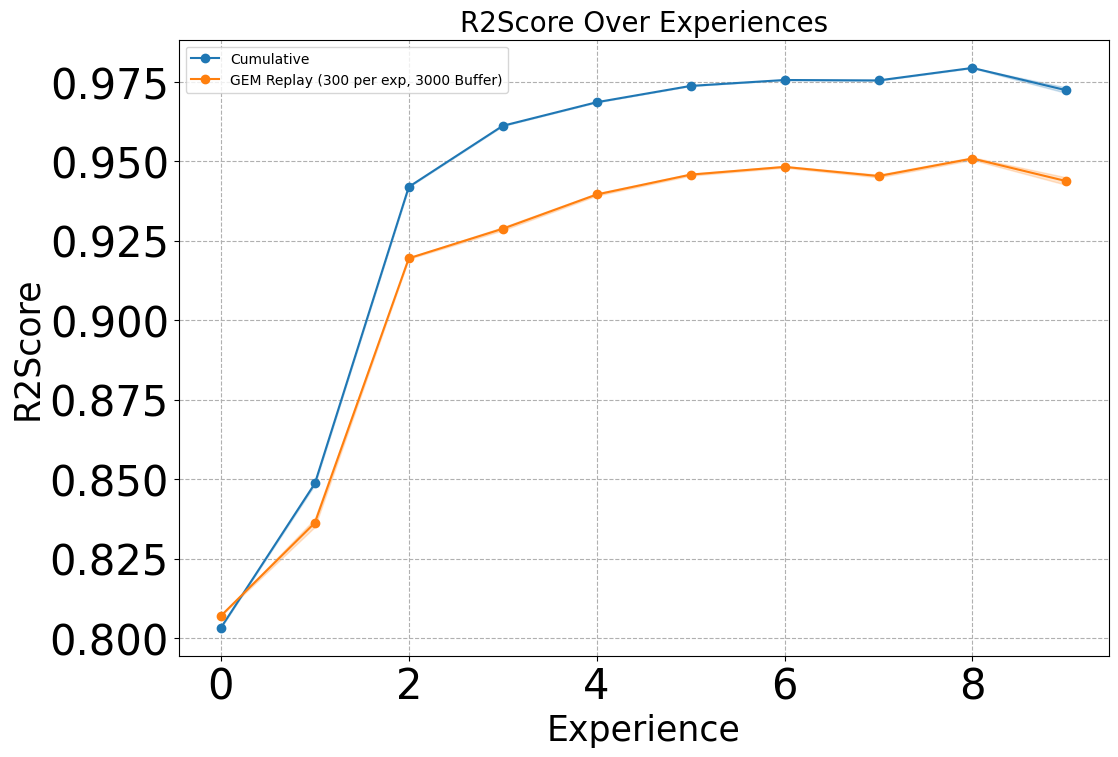 R2Score Over Experiences
Cumulative
GEM Replay (300 per exp, 3000 Buffer)
0.975
0.950
0.925
0.900
0.875
0.850
0.825
0.800
R2Score
0 2 4 6 8
Experience